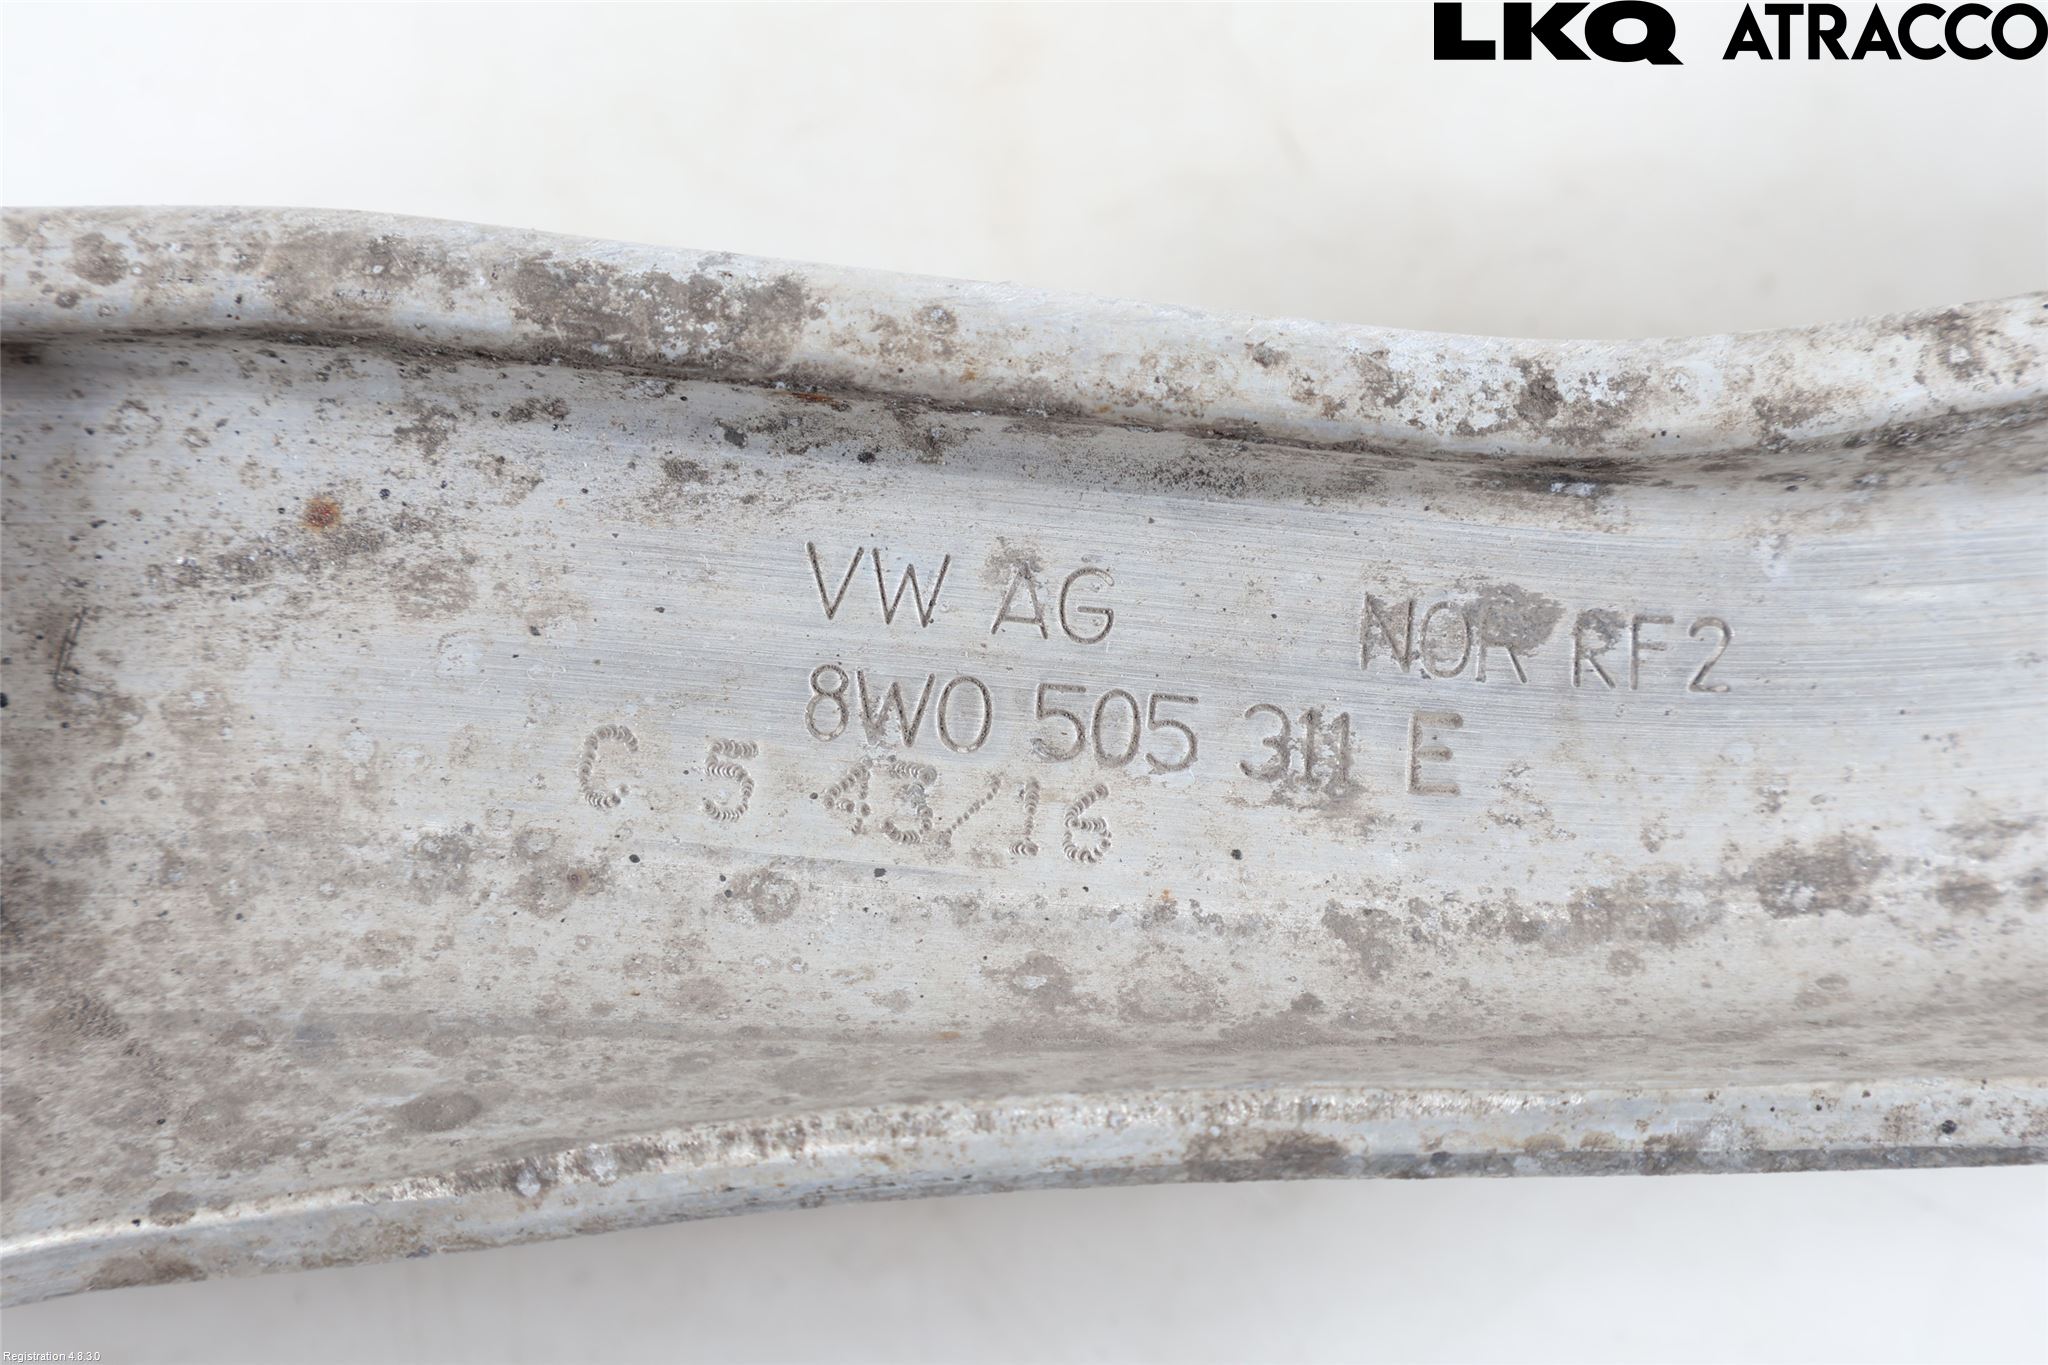 LKQ ATRACCO
VW AG
NOR RF2
8W0 505 311 E
C 5 43/16
L
Registration 4.8.3.0